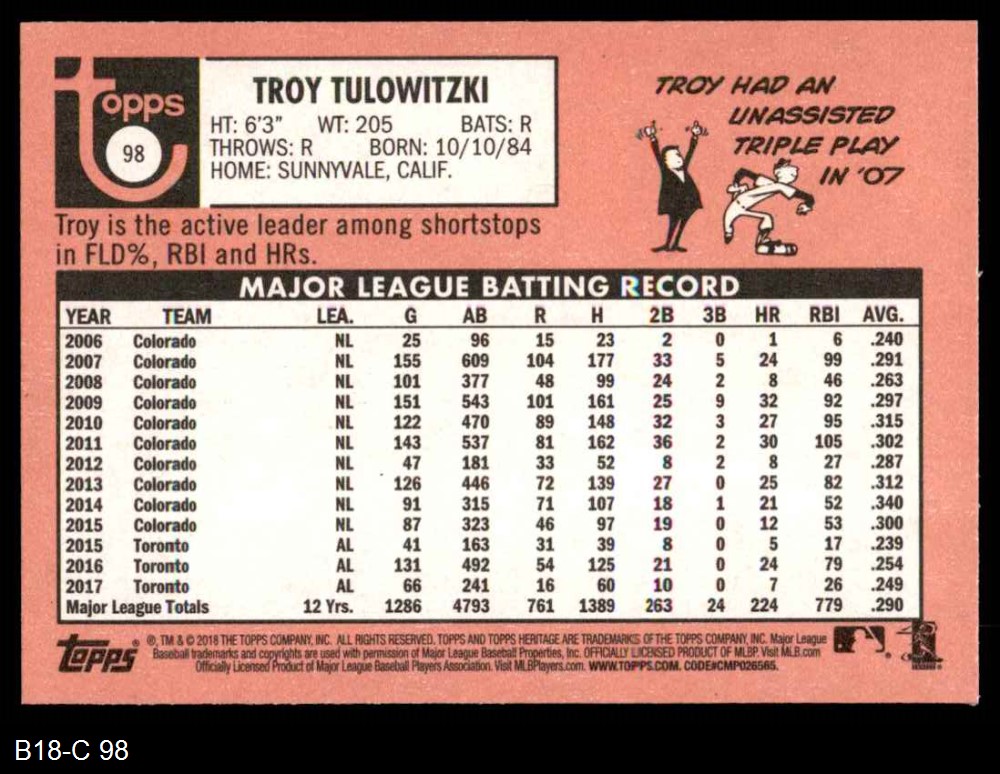 Topps
98
TROY TULOWITZKI
HT: 6'3" WT: 205 BATS: R
THROWS: R BORN: 10/10/84
HOME: SUNNYVALE, CALIF.
TROY HAD AN
UNASSISTED
TRIPLE PLAY
IN '07
Troy is the active leader among shortstops
in FLD%, RBI and HRs.
MAJOR LEAGUE BATTING RECORD
YEAR TEAM LEA. G AB R H 2B 3B HR RBI AVG.
2006 Colorado NL 25 96 15 23 2 0 1 6 .240
2007 Colorado NL 155 609 104 177 33 5 24 99 .291
2008 Colorado NL 101 377 48 99 24 2 8 46 .263
2009 Colorado NL 151 543 101 161 25 9 32 92 .297
2010 Colorado NL 122 470 89 148 32 3 27 95 .315
2011 Colorado NL 143 537 81 162 36 2 30 105 .302
2012 Colorado NL 47 181 33 52 8 2 8 27 .287
2013 Colorado NL 126 446 72 139 27 0 25 82 .312
2014 Colorado NL 91 315 71 107 18 1 21 52 .340
2015 Colorado NL 87 323 46 97 19 0 12 53 .300
2015 Toronto AL 41 163 31 39 8 0 5 17 .239
2016 Toronto AL 131 492 54 125 21 0 24 79 .254
2017 Toronto AL 66 241 16 60 10 0 7 26 .249
Major League Totals 12 Yrs. 1286 4793 761 1389 263 24 224 779 .290
Topps ® ®, TM & © 2018 THE TOPPS COMPANY, INC. ALL RIGHTS RESERVED. TOPPS AND TOPPS HERITAGE ARE TRADEMARKS OF THE TOPPS COMPANY, INC. Major League
Baseball trademarks and copyrights are used with permission of Major League Baseball Properties, Inc. OFFICIALLY LICENSED PRODUCT OF MLBP. Visit MLB.com
Officially Licensed Product of Major League Baseball Players Association. Visit MLBPlayers.com. WWW.TOPPS.COM. CODE#CMP026565.
B18-C 98